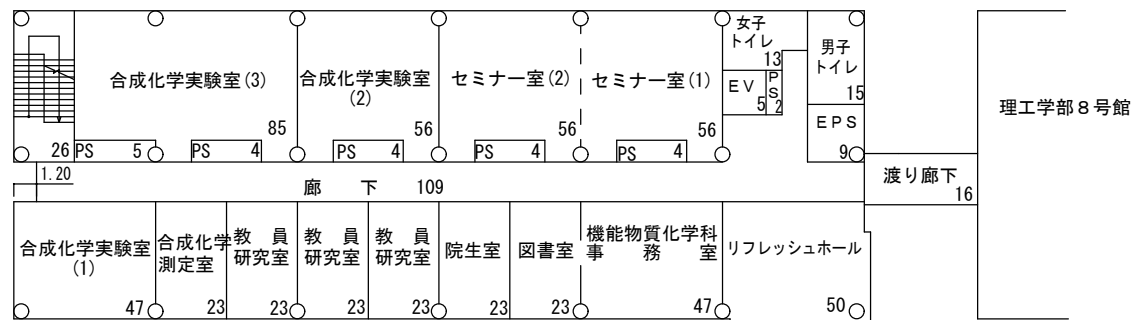 女子
トイレ
13
男子
トイレ
15
合成化学実験室(3)
85
合成化学実験室
(2)
56
セミナー室(2)
56
セミナー室(1)
56
EV
5
PS
2
EPS
9
理工学部8号館
26
PS 5
PS 4
PS 4
PS 4
PS 4
1.20
廊 下 109
渡り廊下
16
合成化学実験室
(1)
47
合成化学
測定室
23
教 員
研究室
23
教 員
研究室
23
教 員
研究室
23
院生室
23
図書室
23
機能物質化学科
事 務 室
47
リフレッシュホール
50